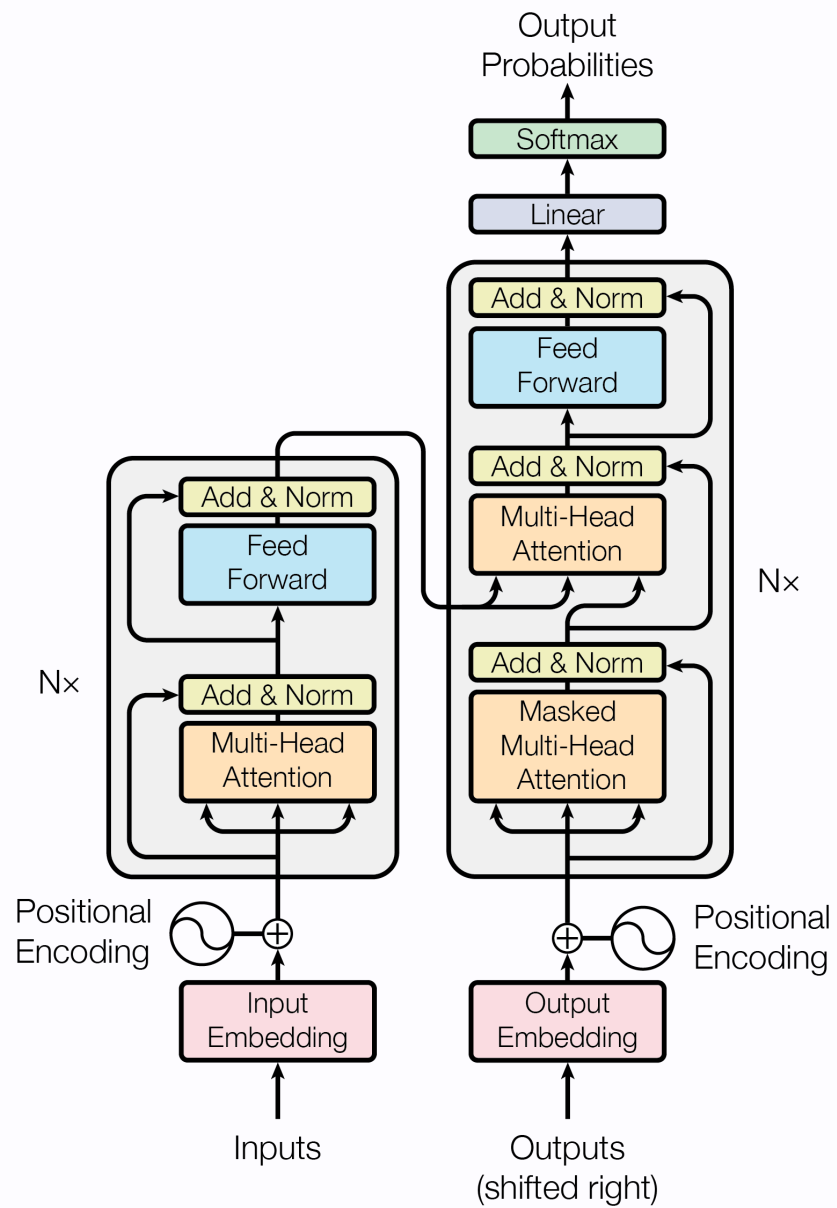 Output
Probabilities
Softmax
Linear
Add & Norm
Feed
Forward
Add & Norm
Multi-Head
Attention
Add & Norm
Masked
Multi-Head
Attention
N×
Add & Norm
Feed
Forward
Add & Norm
Multi-Head
Attention
N×
Positional
Encoding
Positional
Encoding
Input
Embedding
Output
Embedding
Inputs
Outputs
(shifted right)